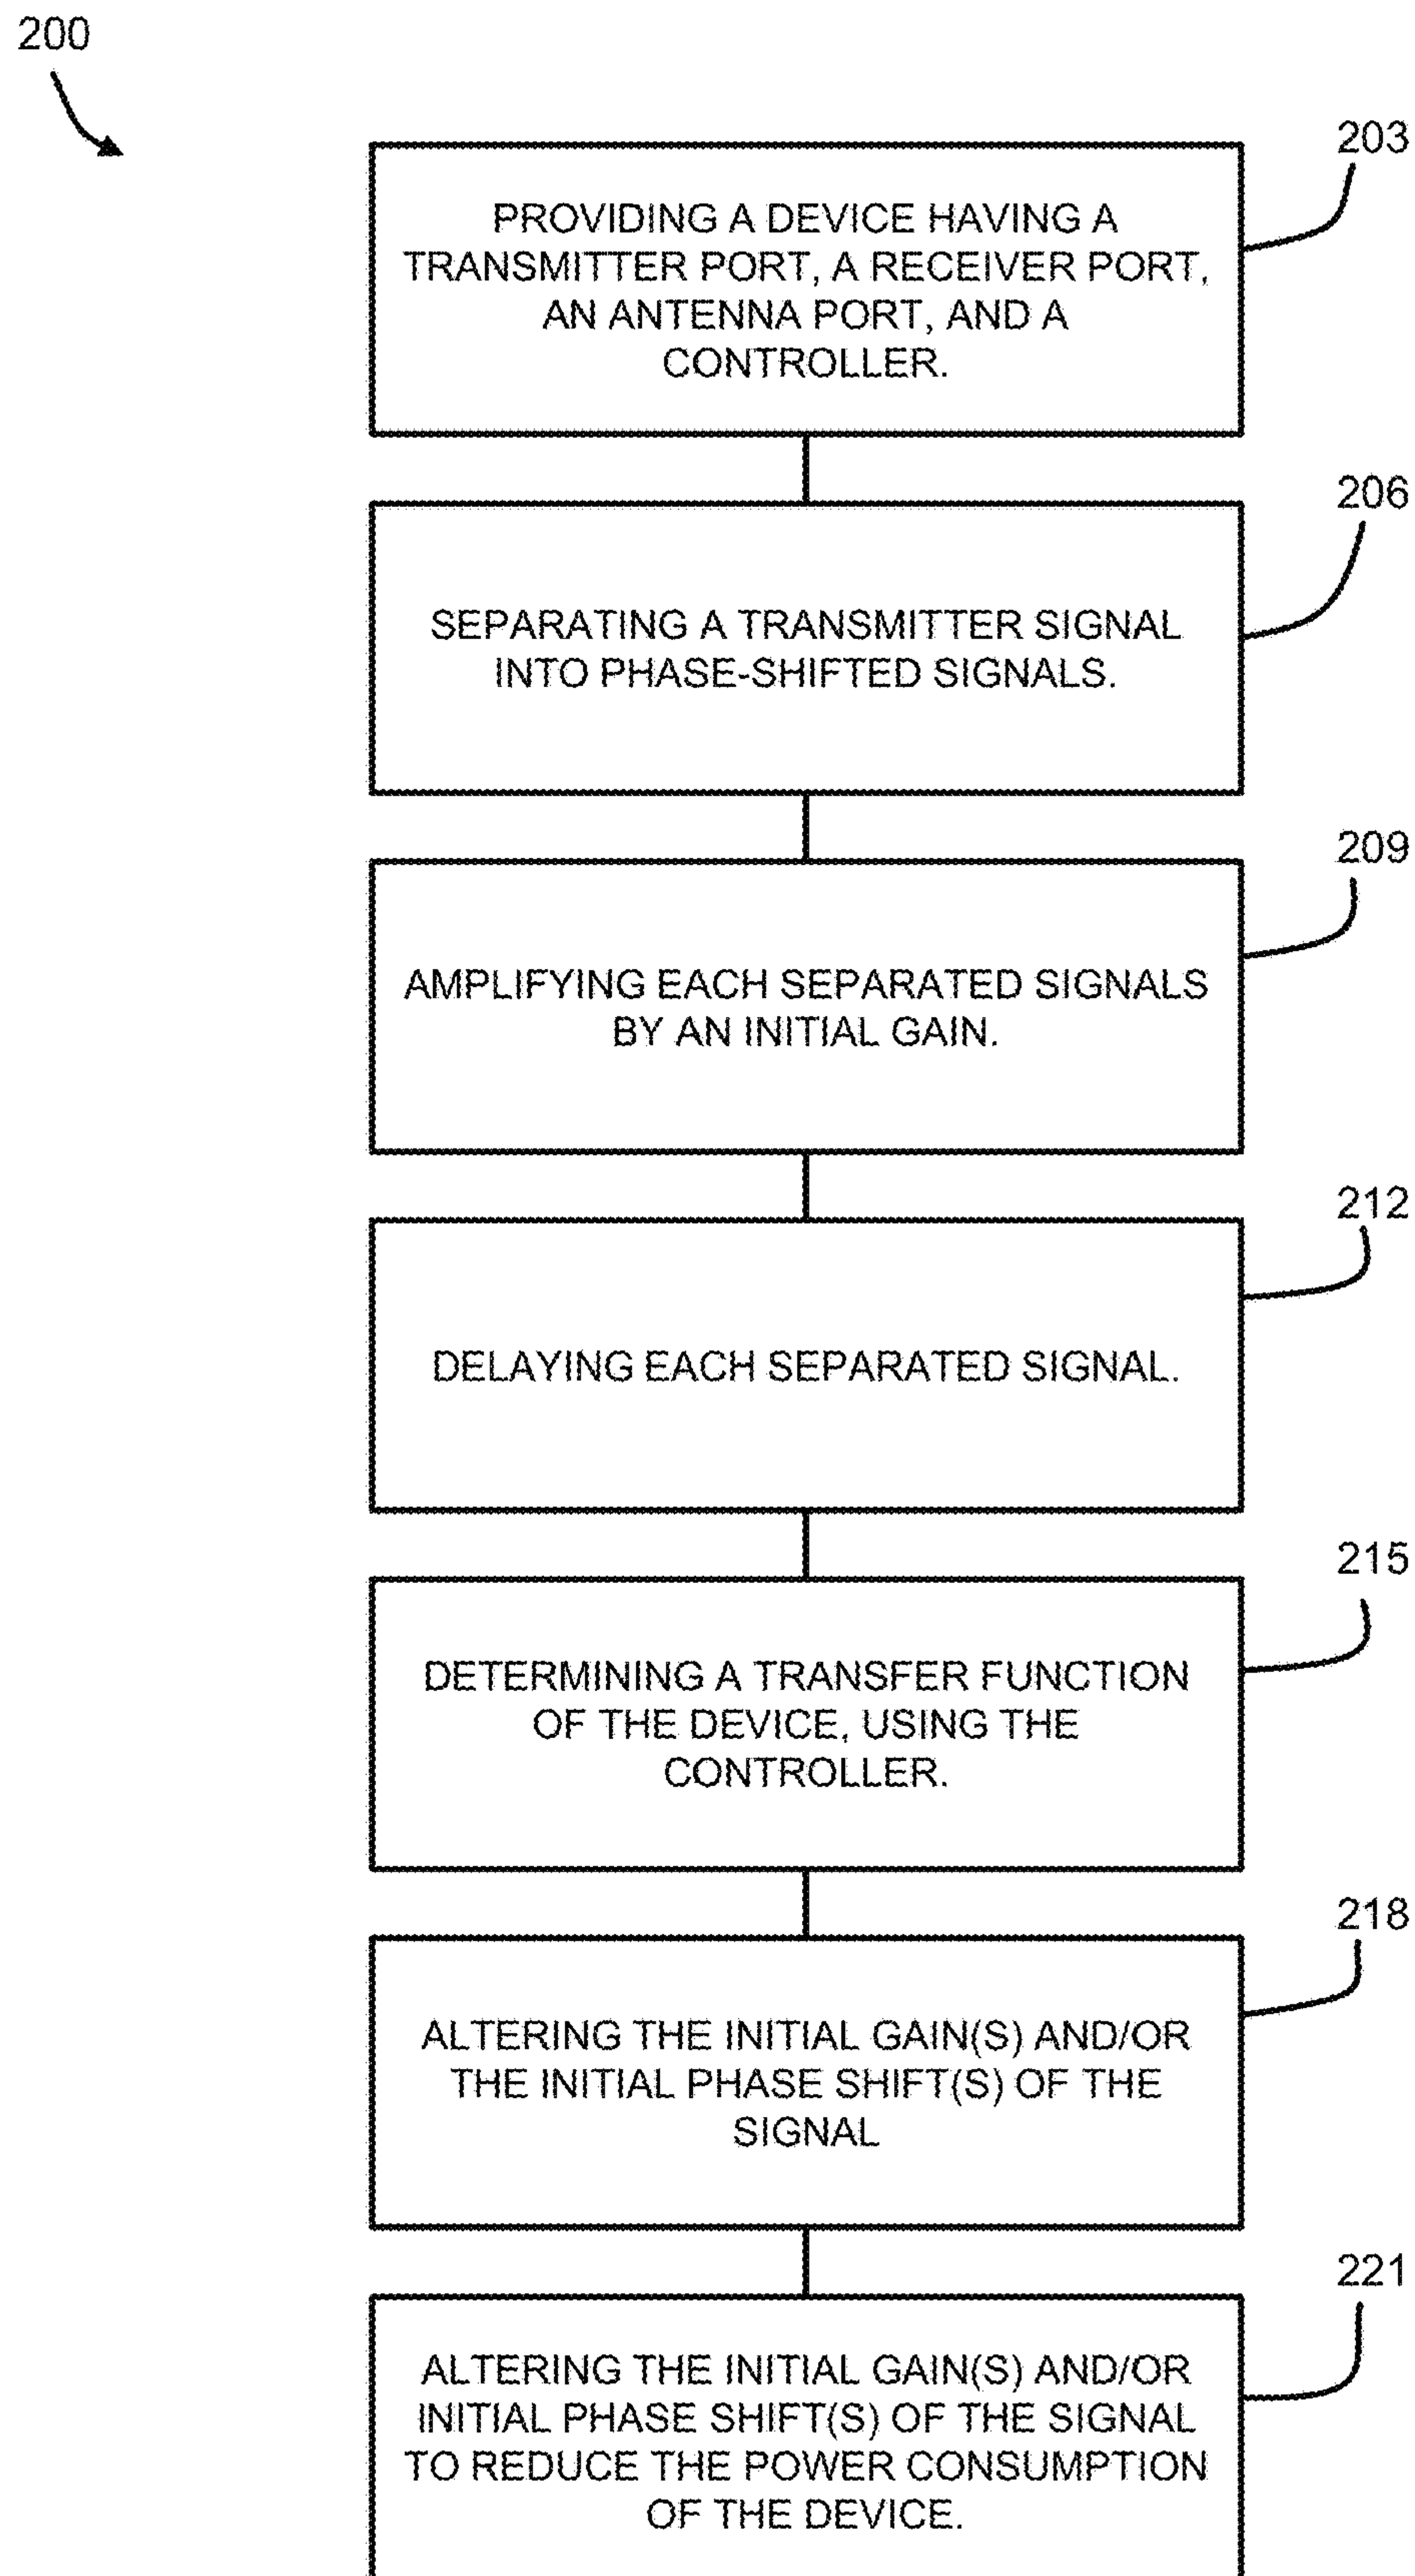 200
203
PROVIDING A DEVICE HAVING A
TRANSMITTER PORT, A RECEIVER PORT,
AN ANTENNA PORT, AND A
CONTROLLER.
206
SEPARATING A TRANSMITTER SIGNAL
INTO PHASE-SHIFTED SIGNALS.
209
AMPLIFYING EACH SEPARATED SIGNALS
BY AN INITIAL GAIN.
212
DELAYING EACH SEPARATED SIGNAL.
215
DETERMINING A TRANSFER FUNCTION
OF THE DEVICE, USING THE
CONTROLLER.
218
ALTERING THE INITIAL GAIN(S) AND/OR
THE INITIAL PHASE SHIFT(S) OF THE
SIGNAL
221
ALTERING THE INITIAL GAIN(S) AND/OR
INITIAL PHASE SHIFT(S) OF THE SIGNAL
TO REDUCE THE POWER CONSUMPTION
OF THE DEVICE.